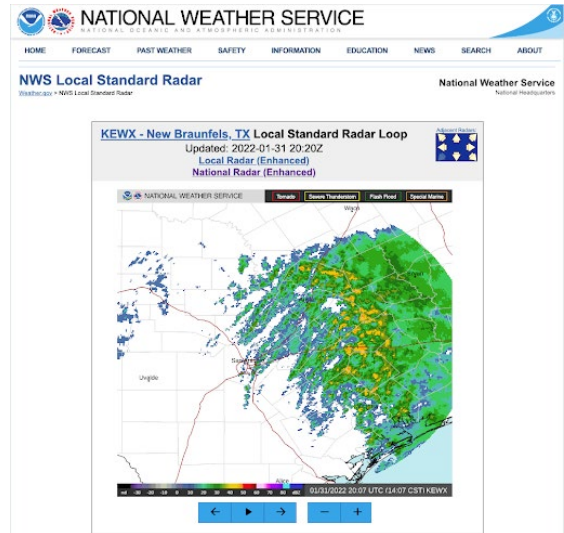 NATIONAL WEATHER SERVICE
NATIONAL OCEANIC AND ATMOSPHERIC ADMINISTRATION
HOME FORECAST PAST WEATHER SAFETY INFORMATION EDUCATION NEWS SEARCH ABOUT
NWS Local Standard Radar
National Weather Service
Weather.gov > NWS Local Standard Radar
National Headquarters
KEWX - New Braunfels, TX Local Standard Radar Loop
Adjacent Radars
Updated: 2022-01-31 20:20Z
Local Radar (Enhanced)
National Radar (Enhanced)
NATIONAL WEATHER SERVICE Tornado Severe Thunderstorm Flash Flood Special Marine
Uvalde
Alice
01/31/2022 20:07 UTC (14:07 CST) KEWX